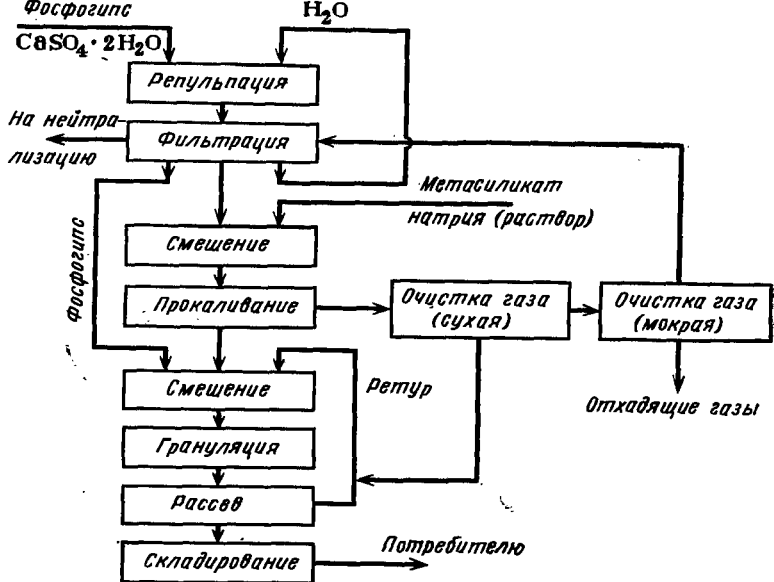 Фосфогипс
CaSO₄·2H₂O
H₂O
Репульпация
На нейтра-
лизацию
Фильтрация
Метасиликат
натрия (раствор)
Фосфогипс
Смешение
Прокаливание
Очистка газа
(сухая)
Очистка газа
(мокрая)
Смешение
Ретур
Отхадящие газы
Грануляция
Рассев
Складирование
Потребителю